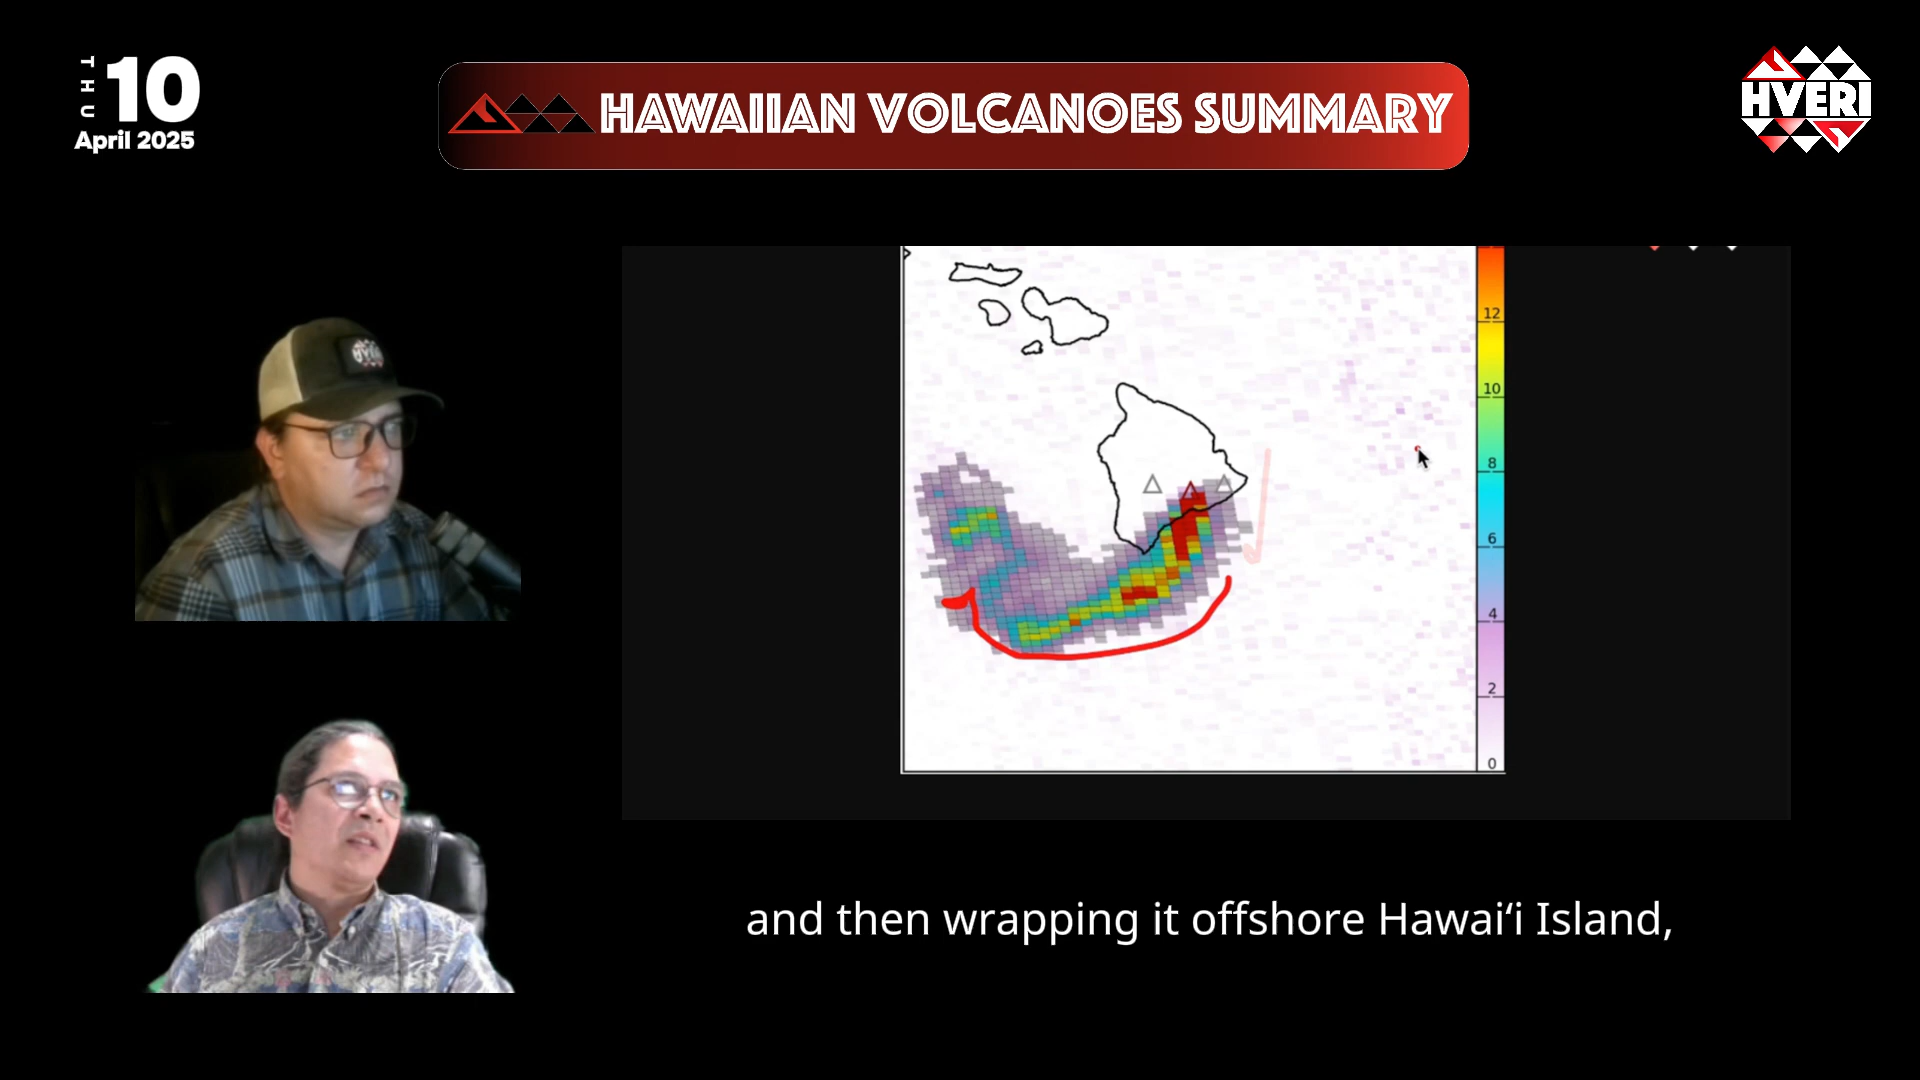 THU
10
April 2025
HAWAIIAN VOLCANOES SUMMARY
HVERI
12
10
8
6
4
2
0
and then wrapping it offshore Hawaiʻi Island,